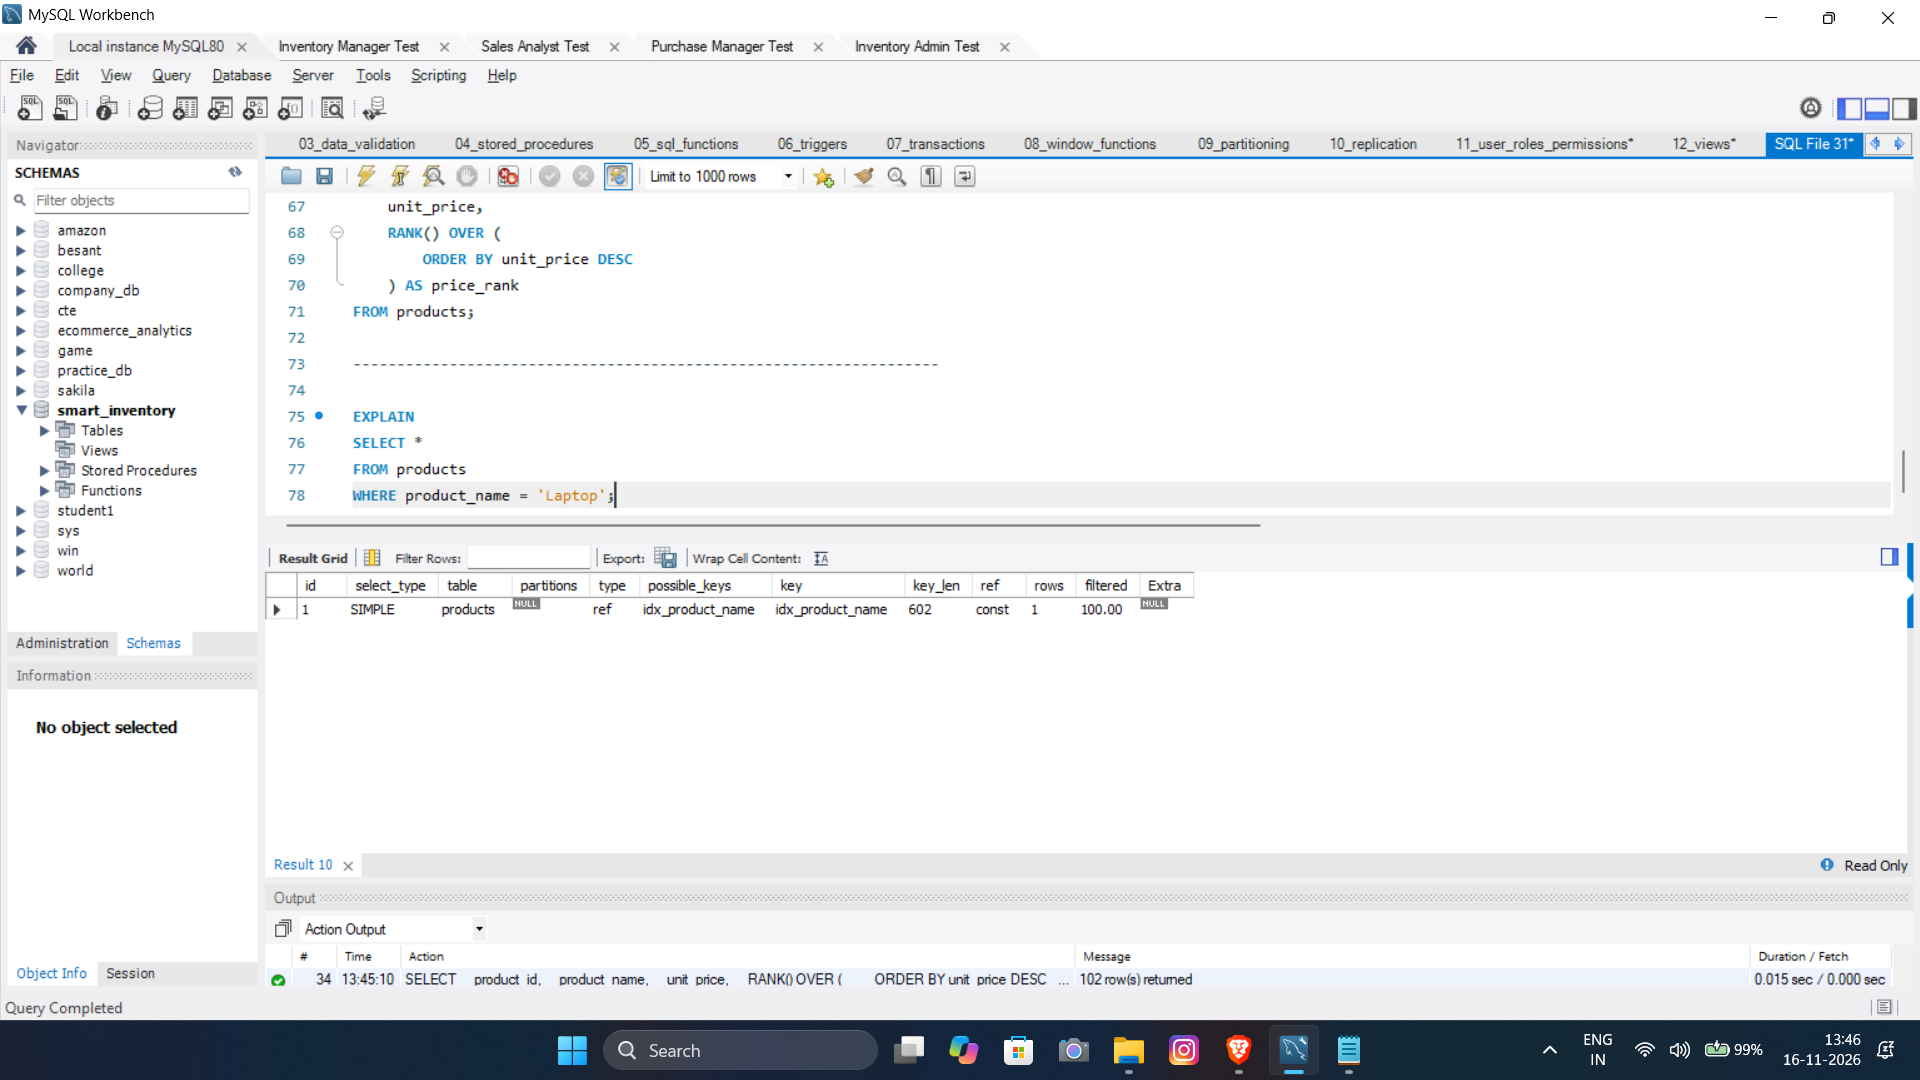 MySQL Workbench
Local instance MySQL80 Inventory Manager Test Sales Analyst Test Purchase Manager Test Inventory Admin Test
File Edit View Query Database Server Tools Scripting Help
Navigator
03_data_validation 04_stored_procedures 05_sql_functions 06_triggers 07_transactions 08_window_functions 09_partitioning 10_replication 11_user_roles_permissions* 12_views* SQL File 31*
SCHEMAS
Limit to 1000 rows
Filter objects
amazon
besant
college
company_db
cte
ecommerce_analytics
game
practice_db
sakila
smart_inventory
Tables
Views
Stored Procedures
Functions
student1
sys
win
world
Administration Schemas
Information
No object selected
Object Info Session
67 unit_price,
68 RANK() OVER (
69 ORDER BY unit_price DESC
70 ) AS price_rank
71 FROM products;
72
73 -------------------------------------------------------------------
74
75 EXPLAIN
76 SELECT *
77 FROM products
78 WHERE product_name = 'Laptop';
Result Grid Filter Rows: Export: Wrap Cell Content:
id select_type table partitions type possible_keys key key_len ref rows filtered Extra
1 SIMPLE products NULL ref idx_product_name idx_product_name 602 const 1 100.00 NULL
Result 10 Read Only
Output
Action Output
# Time Action Message Duration / Fetch
34 13:45:10 SELECT product_id, product_name, unit_price, RANK() OVER ( ORDER BY unit_price DESC ... 102 row(s) returned 0.015 sec / 0.000 sec
Query Completed
Search
ENG
IN
99%
13:46
16-11-2026